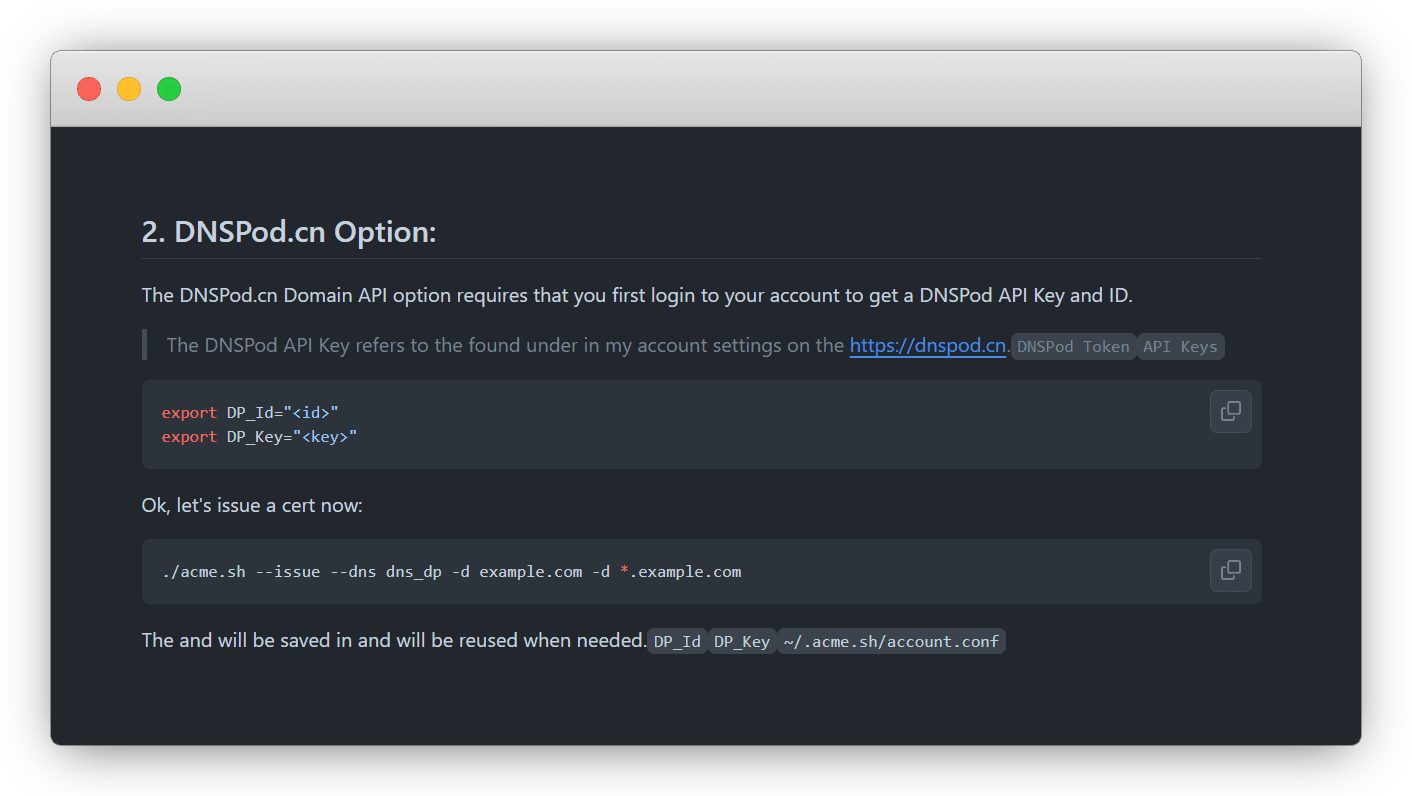 2. DNSPod.cn Option:
The DNSPod.cn Domain API option requires that you first login to your account to get a DNSPod API Key and ID.
The DNSPod API Key refers to the found under in my account settings on the https://dnspod.cn. DNSPod Token API Keys
export DP_Id="<id>"
export DP_Key="<key>"
Ok, let's issue a cert now:
./acme.sh --issue --dns dns_dp -d example.com -d *.example.com
The and will be saved in and will be reused when needed. DP_Id DP_Key ~/.acme.sh/account.conf